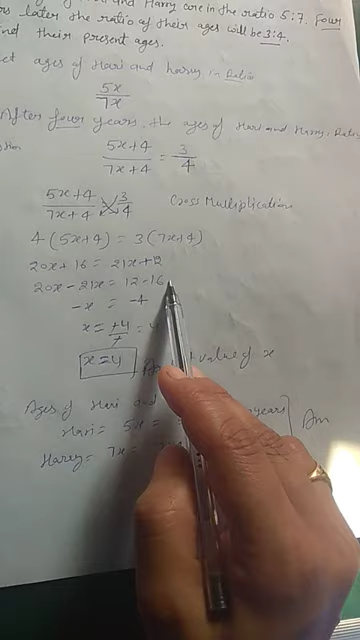 and Harry are in the ratio 5:7. Four
later the ratio of their ages will be 3:4.
their present ages.
ages of Hari and harry in Ratio
5x
7x
After four years, the ages of Hari and Harry, Ratio
5x+4 = 3
7x+4 4
5x+4 3
7x+4 4 Cross Multiplication
4(5x+4) = 3(7x+4)
20x+16 = 21x+12
20x-21x = 12-16
-x = -4
x=4
value of x
Ages of Hari and years
Hari = 5x =
Harry = 7x = Ans